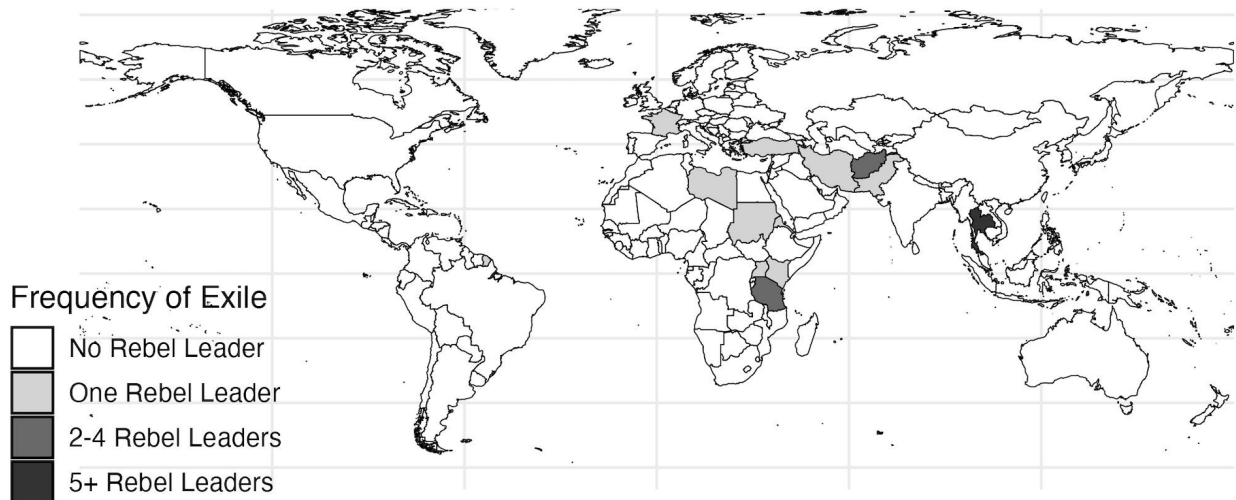 Frequency of Exile
No Rebel Leader
One Rebel Leader
2-4 Rebel Leaders
5+ Rebel Leaders